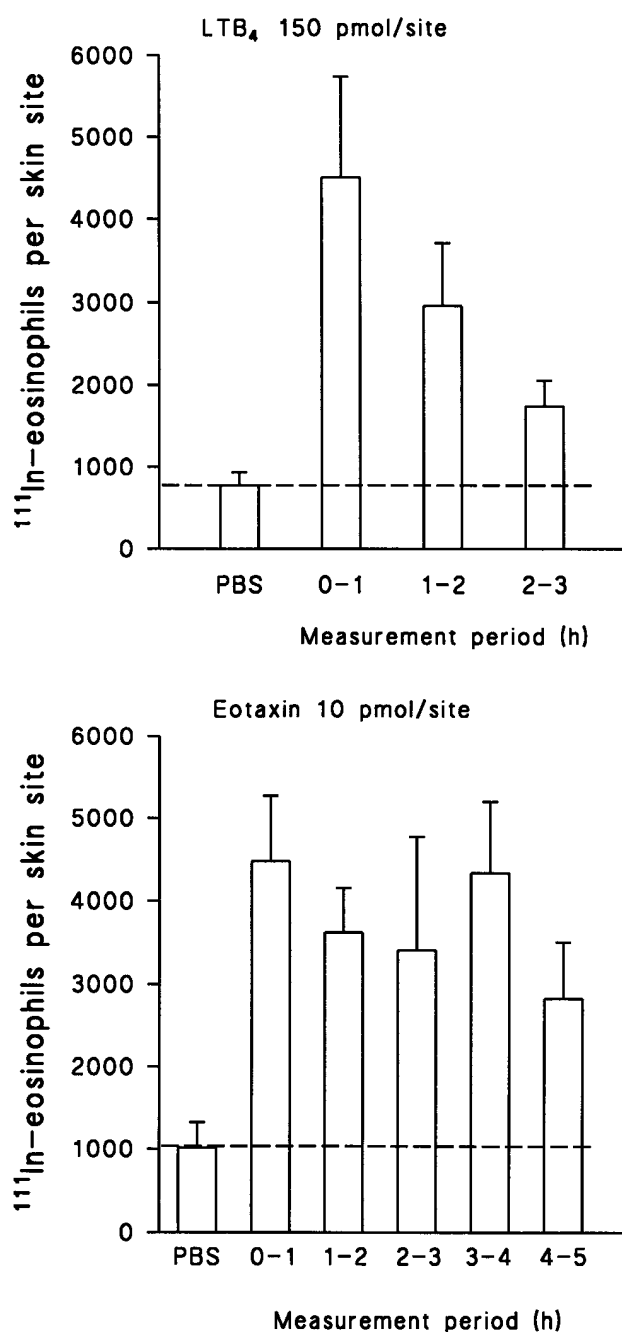 LTB₄ 150 pmol/site
¹¹¹In-eosinophils per skin site
6000
5000
4000
3000
2000
1000
0
PBS 0-1 1-2 2-3
Measurement period (h)
Eotaxin 10 pmol/site
¹¹¹In-eosinophils per skin site
6000
5000
4000
3000
2000
1000
0
PBS 0-1 1-2 2-3 3-4 4-5
Measurement period (h)